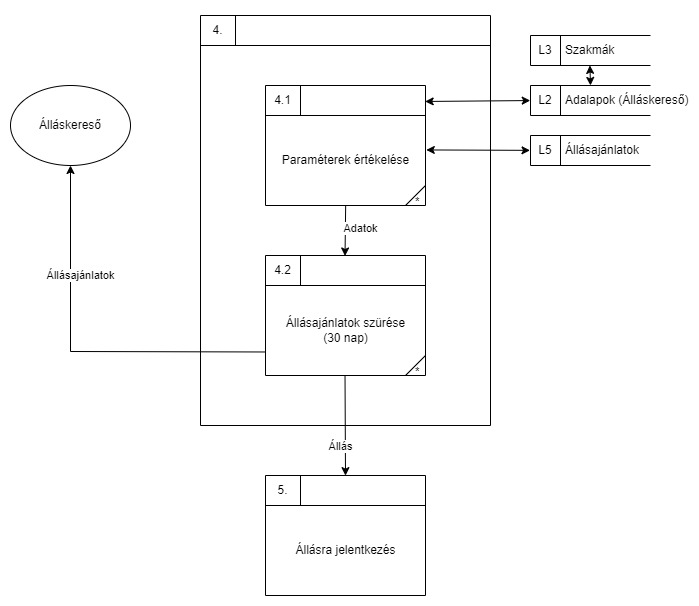 4.
L3 Szakmák
4.1
L2 Adalapok (Álláskereső)
Álláskereső
L5 Állásajánlatok
Paraméterek értékelése
*
Adatok
4.2
Állásajánlatok
Állásajánlatok szürése
(30 nap)
*
Állás
5.
Állásra jelentkezés